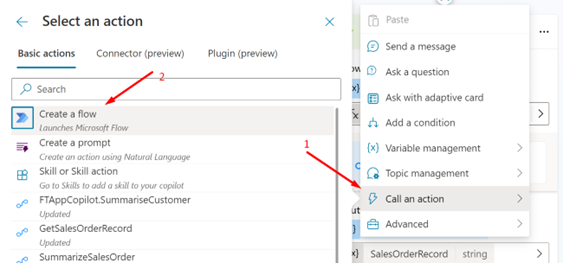 Select an action
Basic actions
Connector (preview)
Plugin (preview)
Search
2
Create a flow
Launches Microsoft Flow
Create a prompt
Create an action using Natural Language
Skill or Skill action
Go to Skills to add a skill to your copilot
FTAppCopilot.SummariseCustomer
Updated
GetSalesOrderRecord
Updated
SummarizeSalesOrder
Paste
Send a message
Ask a question
Ask with adaptive card
Add a condition
{x} Variable management
Topic management
1
Call an action
Advanced
SalesOrderRecord string